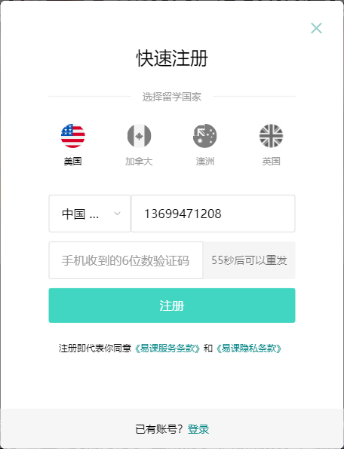 快速注册
选择留学国家
美国 加拿大 澳洲 英国
中国 ... 13699471208
手机收到的6位数验证码 55秒后可以重发
注册
注册即代表你同意《易课服务条款》和《易课隐私条款》
已有账号？登录